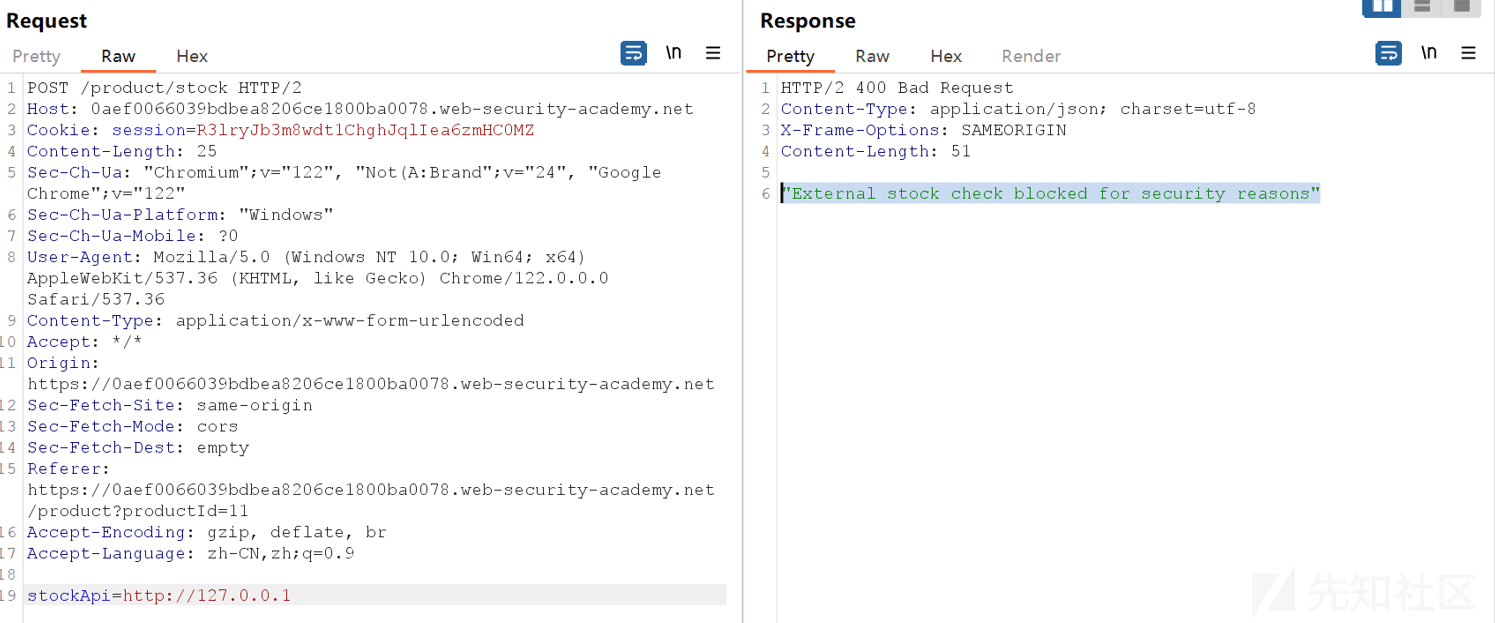 Request
Pretty Raw Hex
\n
1 POST /product/stock HTTP/2
2 Host: 0aef0066039bdbea8206ce1800ba0078.web-security-academy.net
3 Cookie: session=R3lryJb3m8wdt1ChghJqlIea6zmHC0MZ
4 Content-Length: 25
5 Sec-Ch-Ua: "Chromium";v="122", "Not(A:Brand";v="24", "Google
Chrome";v="122"
6 Sec-Ch-Ua-Platform: "Windows"
7 Sec-Ch-Ua-Mobile: ?0
8 User-Agent: Mozilla/5.0 (Windows NT 10.0; Win64; x64)
AppleWebKit/537.36 (KHTML, like Gecko) Chrome/122.0.0.0
Safari/537.36
9 Content-Type: application/x-www-form-urlencoded
10 Accept: */*
11 Origin:
https://0aef0066039bdbea8206ce1800ba0078.web-security-academy.net
12 Sec-Fetch-Site: same-origin
13 Sec-Fetch-Mode: cors
14 Sec-Fetch-Dest: empty
15 Referer:
https://0aef0066039bdbea8206ce1800ba0078.web-security-academy.net
/product?productId=11
16 Accept-Encoding: gzip, deflate, br
17 Accept-Language: zh-CN,zh;q=0.9
18
19 stockApi=http://127.0.0.1
Response
Pretty Raw Hex Render
\n
1 HTTP/2 400 Bad Request
2 Content-Type: application/json; charset=utf-8
3 X-Frame-Options: SAMEORIGIN
4 Content-Length: 51
5
6 "External stock check blocked for security reasons"
先知社区